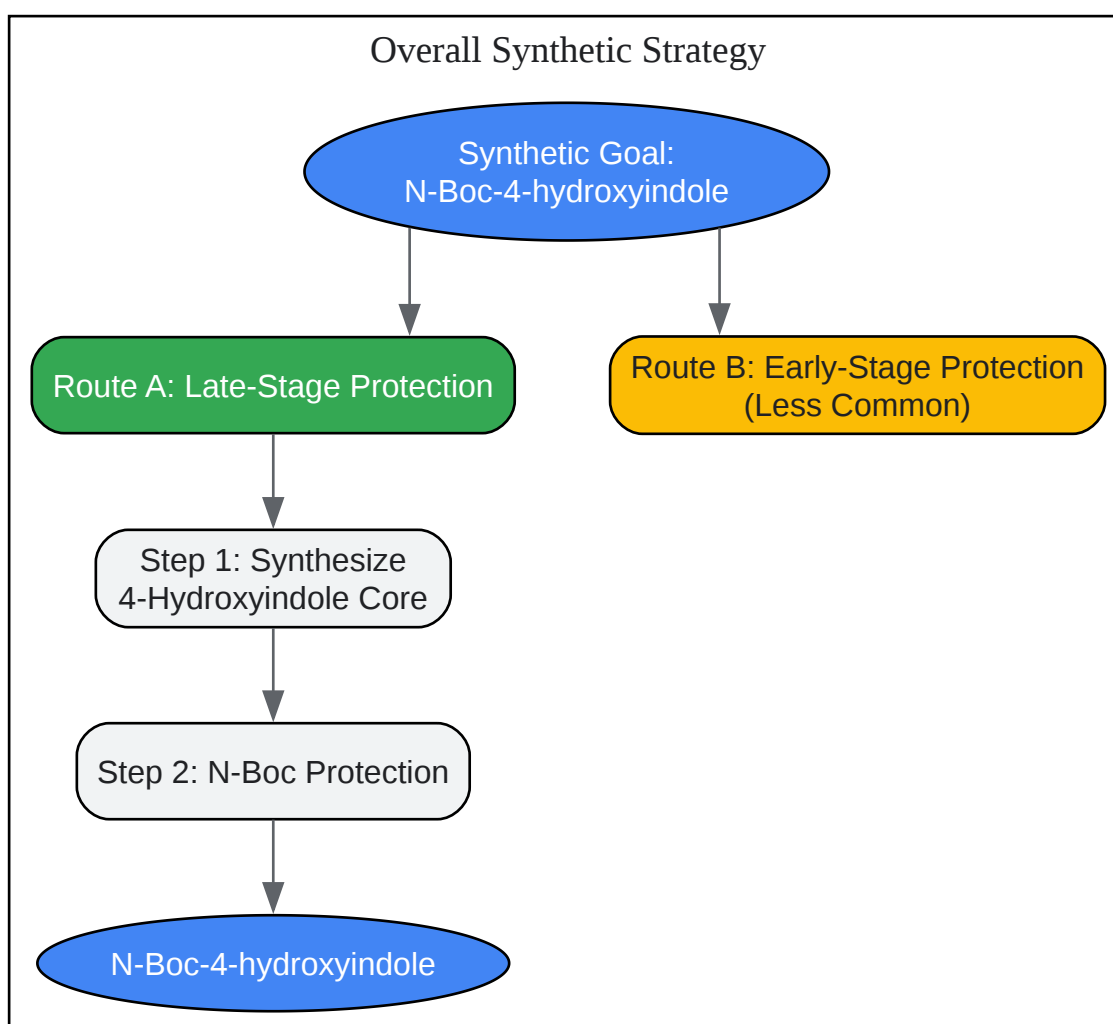 Overall Synthetic Strategy
Synthetic Goal:
N-Boc-4-hydroxyindole
Route A: Late-Stage Protection
Route B: Early-Stage Protection
(Less Common)
Step 1: Synthesize
4-Hydroxyindole Core
Step 2: N-Boc Protection
N-Boc-4-hydroxyindole